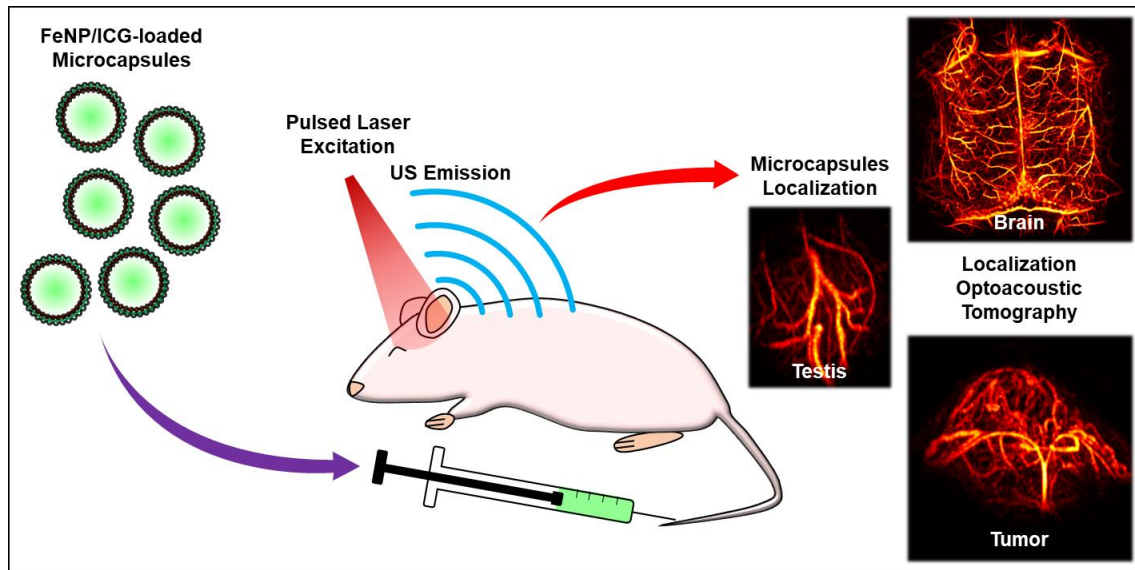 FeNP/ICG-loaded
Microcapsules
Pulsed Laser
Excitation
US Emission
Microcapsules
Localization
Testis
Brain
Localization
Optoacoustic
Tomography
Tumor